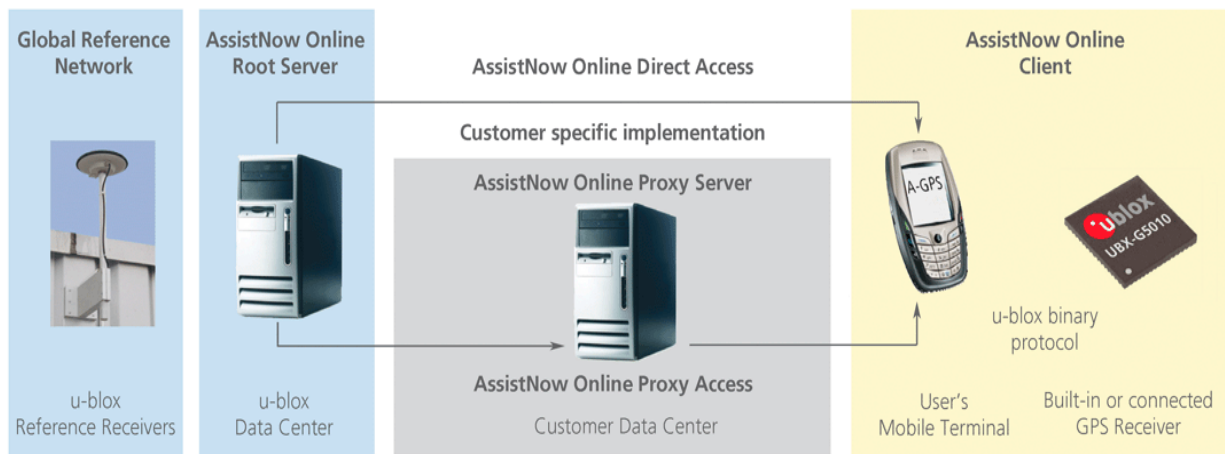 Global Reference
Network
AssistNow Online
Root Server
AssistNow Online Direct Access
AssistNow Online
Client
Customer specific implementation
AssistNow Online Proxy Server
A-GPS
ublox
UBX-G5010
u-blox binary
protocol
AssistNow Online Proxy Access
u-blox
Reference Receivers
u-blox
Data Center
Customer Data Center
User's
Mobile Terminal
Built-in or connected
GPS Receiver